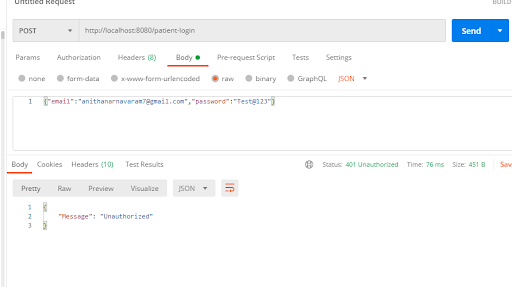 Untitled Request
BUILD
POST http://localhost:8080/patient-login Send
Params Authorization Headers (8) Body Pre-request Script Tests Settings
none form-data x-www-form-urlencoded raw binary GraphQL JSON
1 {"email":"anithanarnavaram7@gmail.com","password":"Test@123"}
Body Cookies Headers (10) Test Results Status: 401 Unauthorized Time: 76 ms Size: 451 B Sav
Pretty Raw Preview Visualize JSON
1 {
2 "Message": "Unauthorized"
3 }